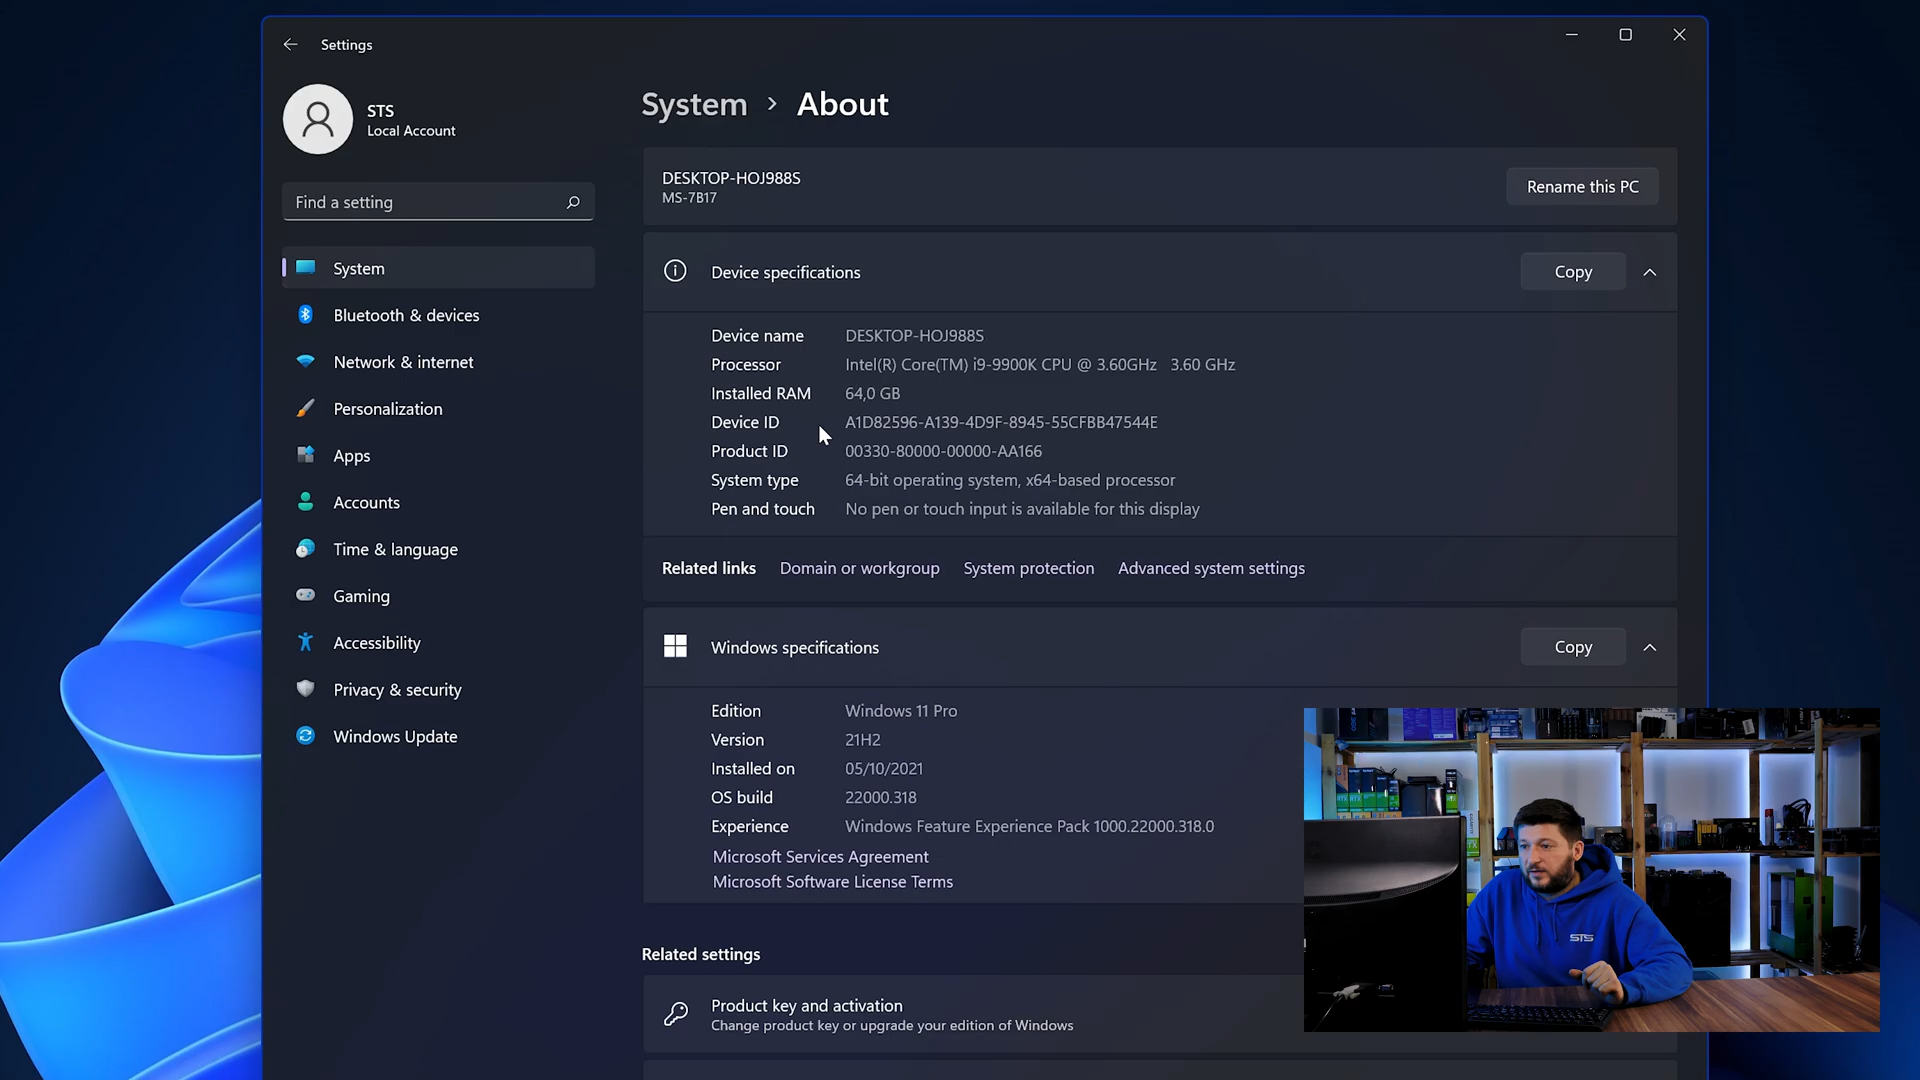 Settings
STS
Local Account
Find a setting
System
Bluetooth & devices
Network & internet
Personalization
Apps
Accounts
Time & language
Gaming
Accessibility
Privacy & security
Windows Update
System > About
DESKTOP-HOJ988S
MS-7B17
Rename this PC
Device specifications
Copy
Device name DESKTOP-HOJ988S
Processor Intel(R) Core(TM) i9-9900K CPU @ 3.60GHz 3.60 GHz
Installed RAM 64,0 GB
Device ID A1D82596-A139-4D9F-8945-55CFBB47544E
Product ID 00330-80000-00000-AA166
System type 64-bit operating system, x64-based processor
Pen and touch No pen or touch input is available for this display
Related links Domain or workgroup System protection Advanced system settings
Windows specifications
Copy
Edition Windows 11 Pro
Version 21H2
Installed on 05/10/2021
OS build 22000.318
Experience Windows Feature Experience Pack 1000.22000.318.0
Microsoft Services Agreement
Microsoft Software License Terms
Related settings
Product key and activation
Change product key or upgrade your edition of Windows
STS